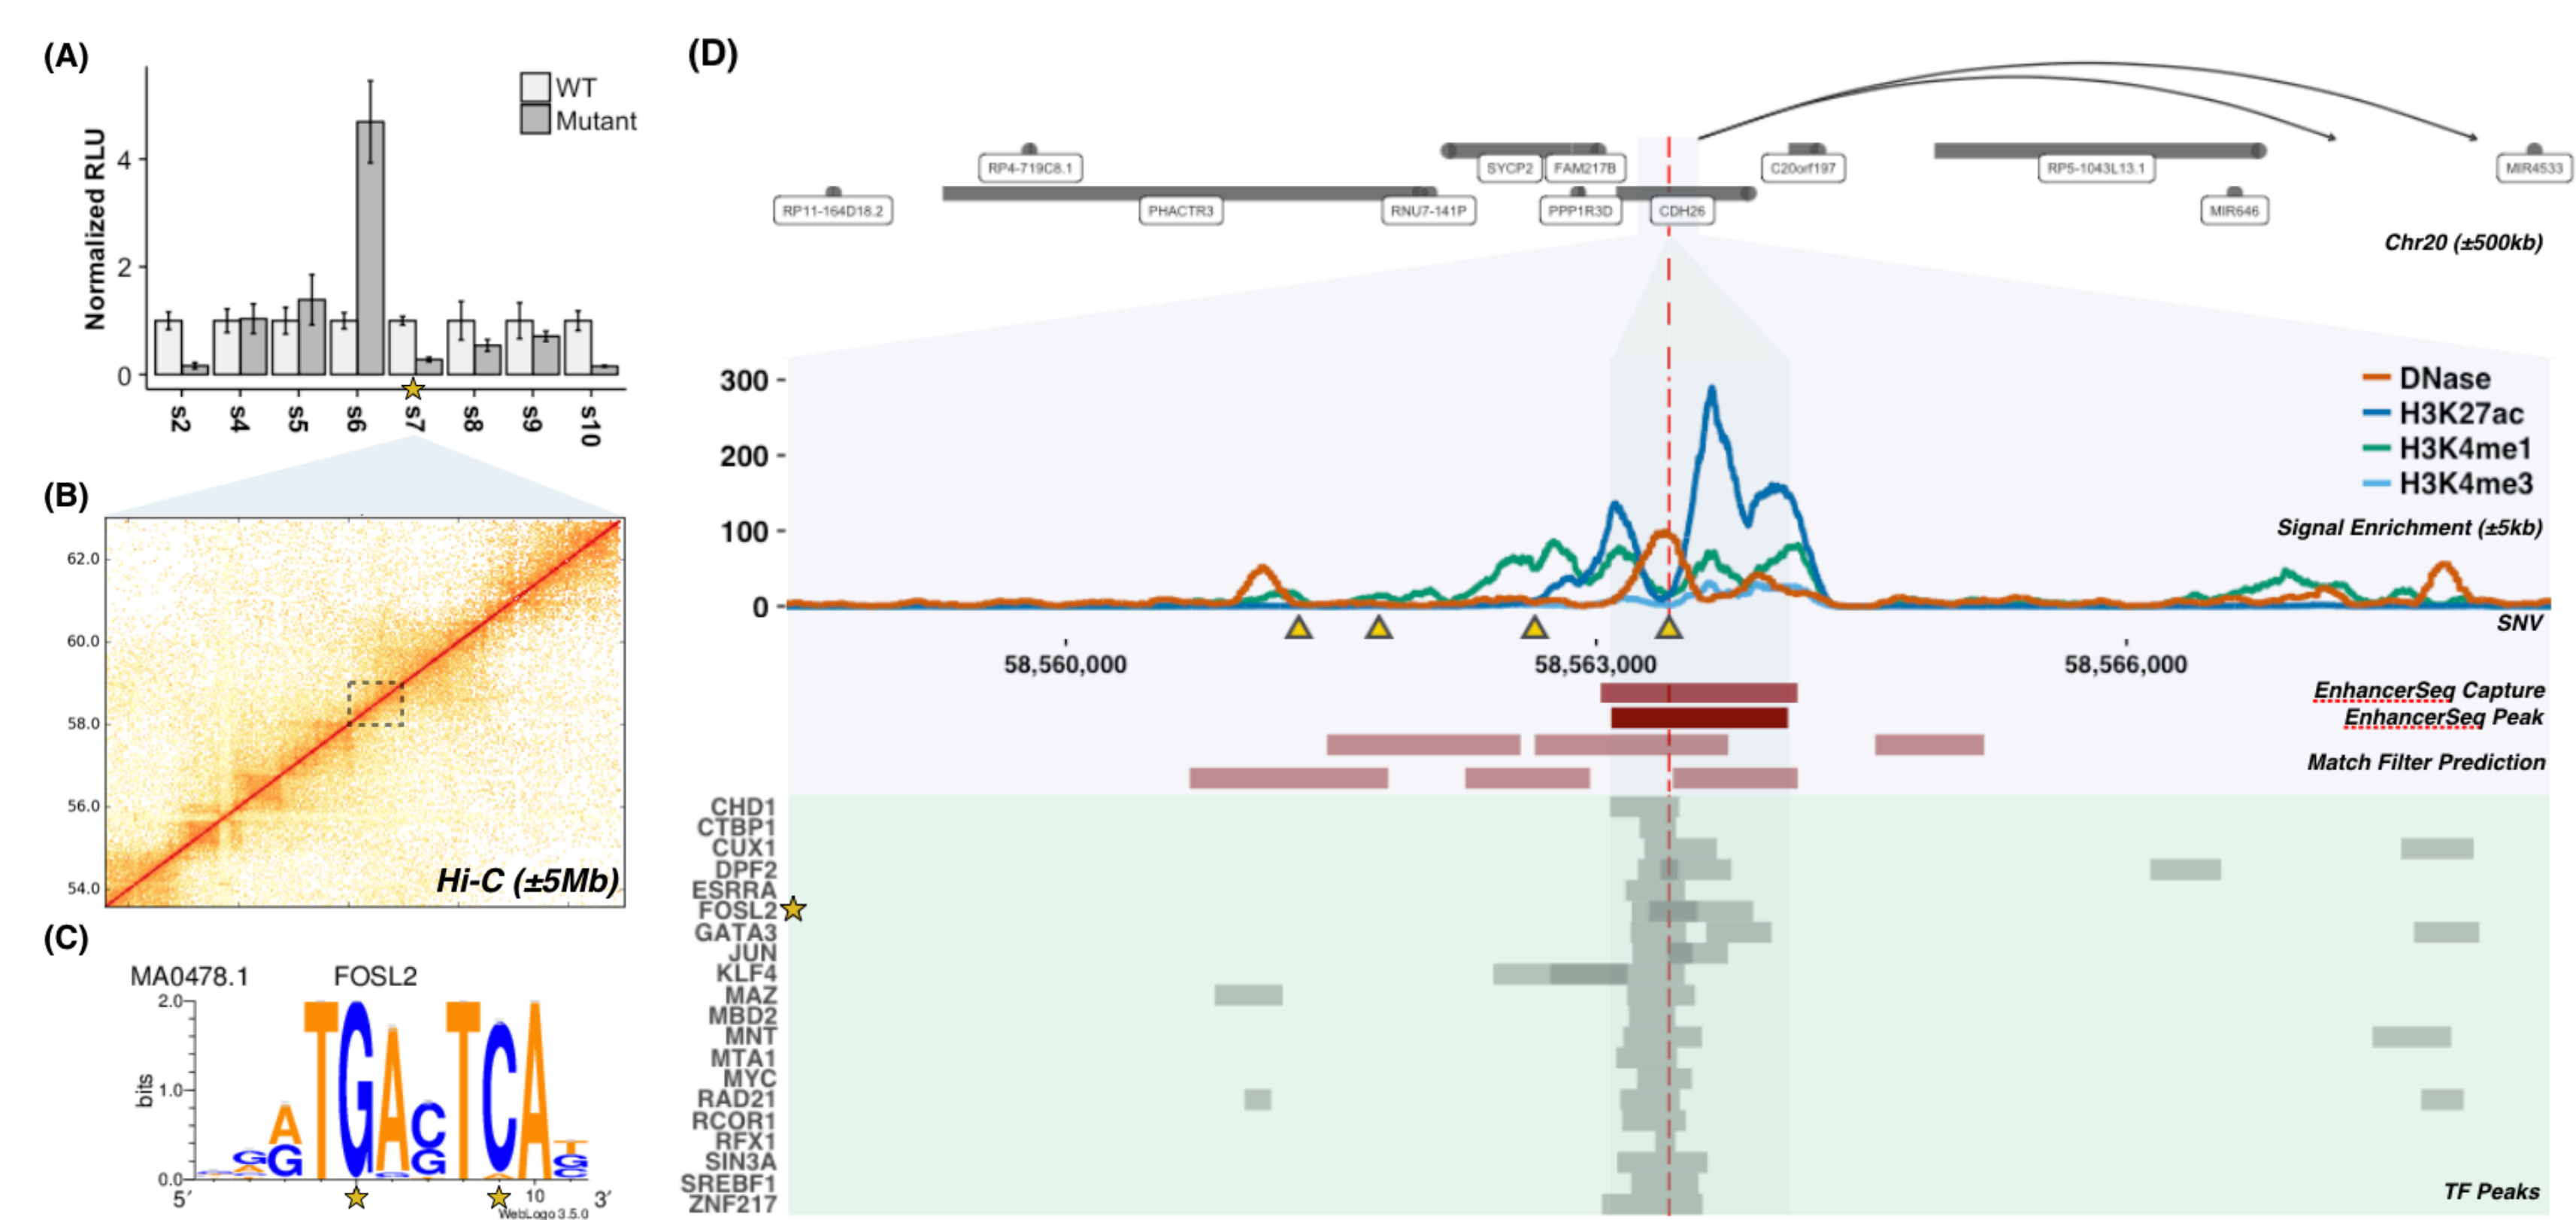 (A)
WT
Mutant
Normalized RLU
4
2
0
s2 s4 s5 s6 s7 s8 s9 s10
(B)
62.0
60.0
58.0
56.0
54.0
Hi-C (±5Mb)
(C)
MA0478.1 FOSL2
bits
2.0
1.0
0.0
5′ 10 3′
WebLogo 3.5.0
(D)
RP4-719C8.1 SYCP2 FAM217B C20orf197 RP5-1043L13.1 MIR4533
RP11-164D18.2 PHACTR3 RNU7-141P PPP1R3D CDH26 MIR646
Chr20 (±500kb)
300
200
100
0
DNase
H3K27ac
H3K4me1
H3K4me3
Signal Enrichment (±5kb)
SNV
58,560,000 58,563,000 58,566,000
EnhancerSeq Capture
EnhancerSeq Peak
Match Filter Prediction
CHD1
CTBP1
CUX1
DPF2
ESRRA
FOSL2
GATA3
JUN
KLF4
MAZ
MBD2
MNT
MTA1
MYC
RAD21
RCOR1
RFX1
SIN3A
SREBF1
ZNF217
TF Peaks